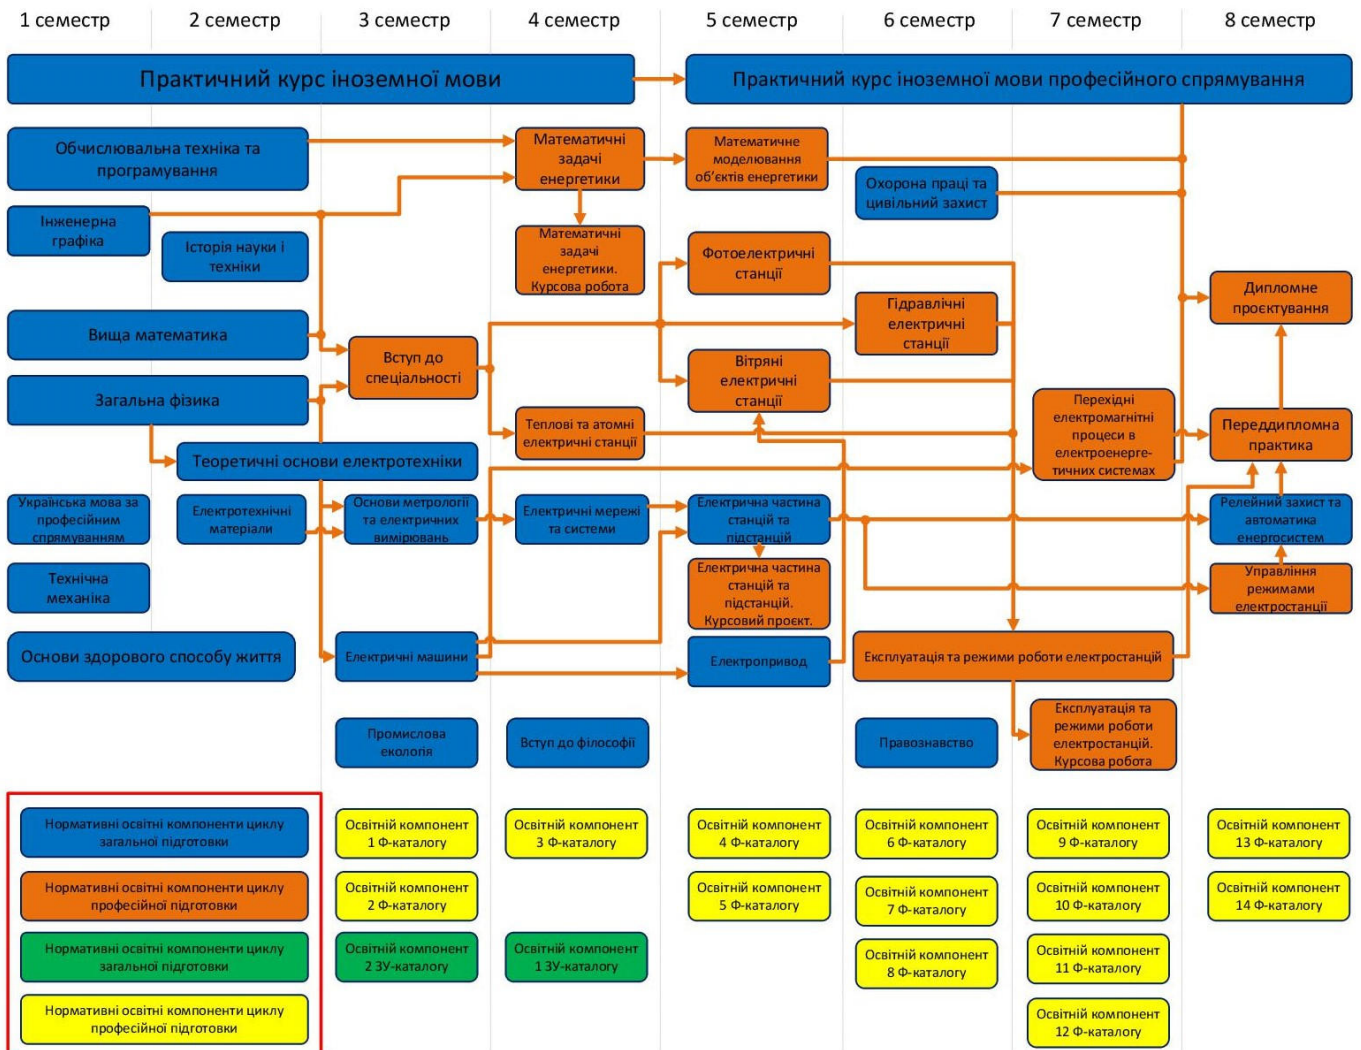 1 семестр
2 семестр
3 семестр
4 семестр
5 семестр
6 семестр
7 семестр
8 семестр
Практичний курс іноземної мови
Практичний курс іноземної мови професійного спрямування
Обчислювальна техніка та
програмування
Математичні
задачі
енергетики
Математичне
моделювання
об’єктів енергетики
Охорона праці та
цивільний захист
Інженерна
графіка
Історія науки і
техніки
Математичні
задачі
енергетики.
Курсова робота
Фотоелектричні
станції
Гідравлічні
електричні
станції
Дипломне
проєктування
Вища математика
Вступ до
спеціальності
Вітряні
електричні
станції
Загальна фізика
Теплові та атомні
електричні станції
Перехідні
електромагнітні
процеси в
електроенерге-
тичних системах
Переддипломна
практика
Теоретичні основи електротехніки
Українська мова за
професійним
спрямуванням
Електротехнічні
матеріали
Основи метрології
та електричних
вимірювань
Електричні мережі
та системи
Електрична частина
станцій та
підстанцій
Релейний захист та
автоматика
енергосистем
Технічна
механіка
Електрична частина
станцій та
підстанцій.
Курсовий проєкт.
Управління
режимами
електростанції
Основи здорового способу життя
Електричні машини
Електропривод
Експлуатація та режими роботи електростанцій
Промислова
екологія
Вступ до філософії
Правознавство
Експлуатація та
режими роботи
електростанцій.
Курсова робота
Нормативні освітні компоненти циклу
загальної підготовки
Освітній компонент
1 Ф-каталогу
Освітній компонент
3 Ф-каталогу
Освітній компонент
4 Ф-каталогу
Освітній компонент
6 Ф-каталогу
Освітній компонент
9 Ф-каталогу
Освітній компонент
13 Ф-каталогу
Нормативні освітні компоненти циклу
професійної підготовки
Освітній компонент
2 Ф-каталогу
Освітній компонент
5 Ф-каталогу
Освітній компонент
7 Ф-каталогу
Освітній компонент
10 Ф-каталогу
Освітній компонент
14 Ф-каталогу
Нормативні освітні компоненти циклу
загальної підготовки
Освітній компонент
2 ЗУ-каталогу
Освітній компонент
1 ЗУ-каталогу
Освітній компонент
8 Ф-каталогу
Освітній компонент
11 Ф-каталогу
Нормативні освітні компоненти циклу
професійної підготовки
Освітній компонент
12 Ф-каталогу